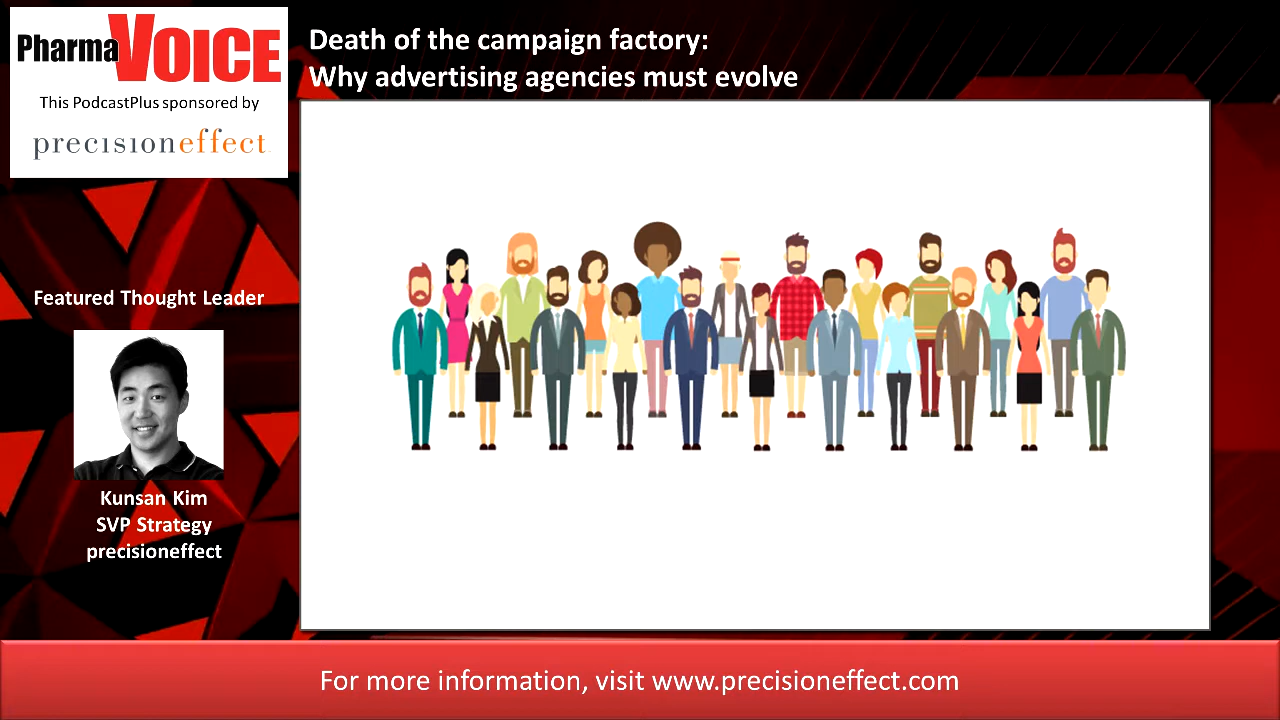 PharmaVOICE
This PodcastPlus sponsored by
precisioneffect
Death of the campaign factory:
Why advertising agencies must evolve
Featured Thought Leader
Kunsan Kim
SVP Strategy
precisioneffect
For more information, visit www.precisioneffect.com